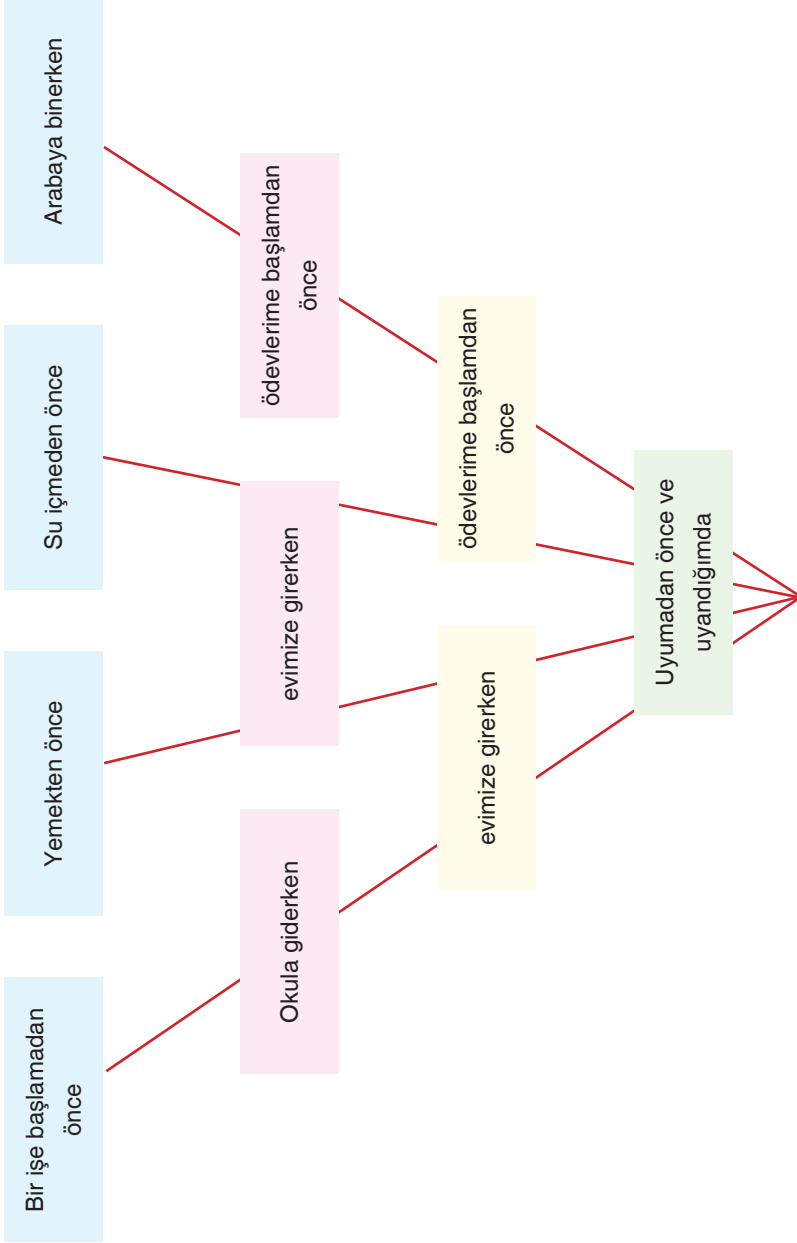 Bir işe başlamadan
önce
Yemekten önce
Su içmeden önce
Arabaya binerken
Okula giderken
evimize girerken
ödevlerime başlamdan
önce
evimize girerken
ödevlerime başlamdan
önce
Uyumadan önce ve
uyandığımda